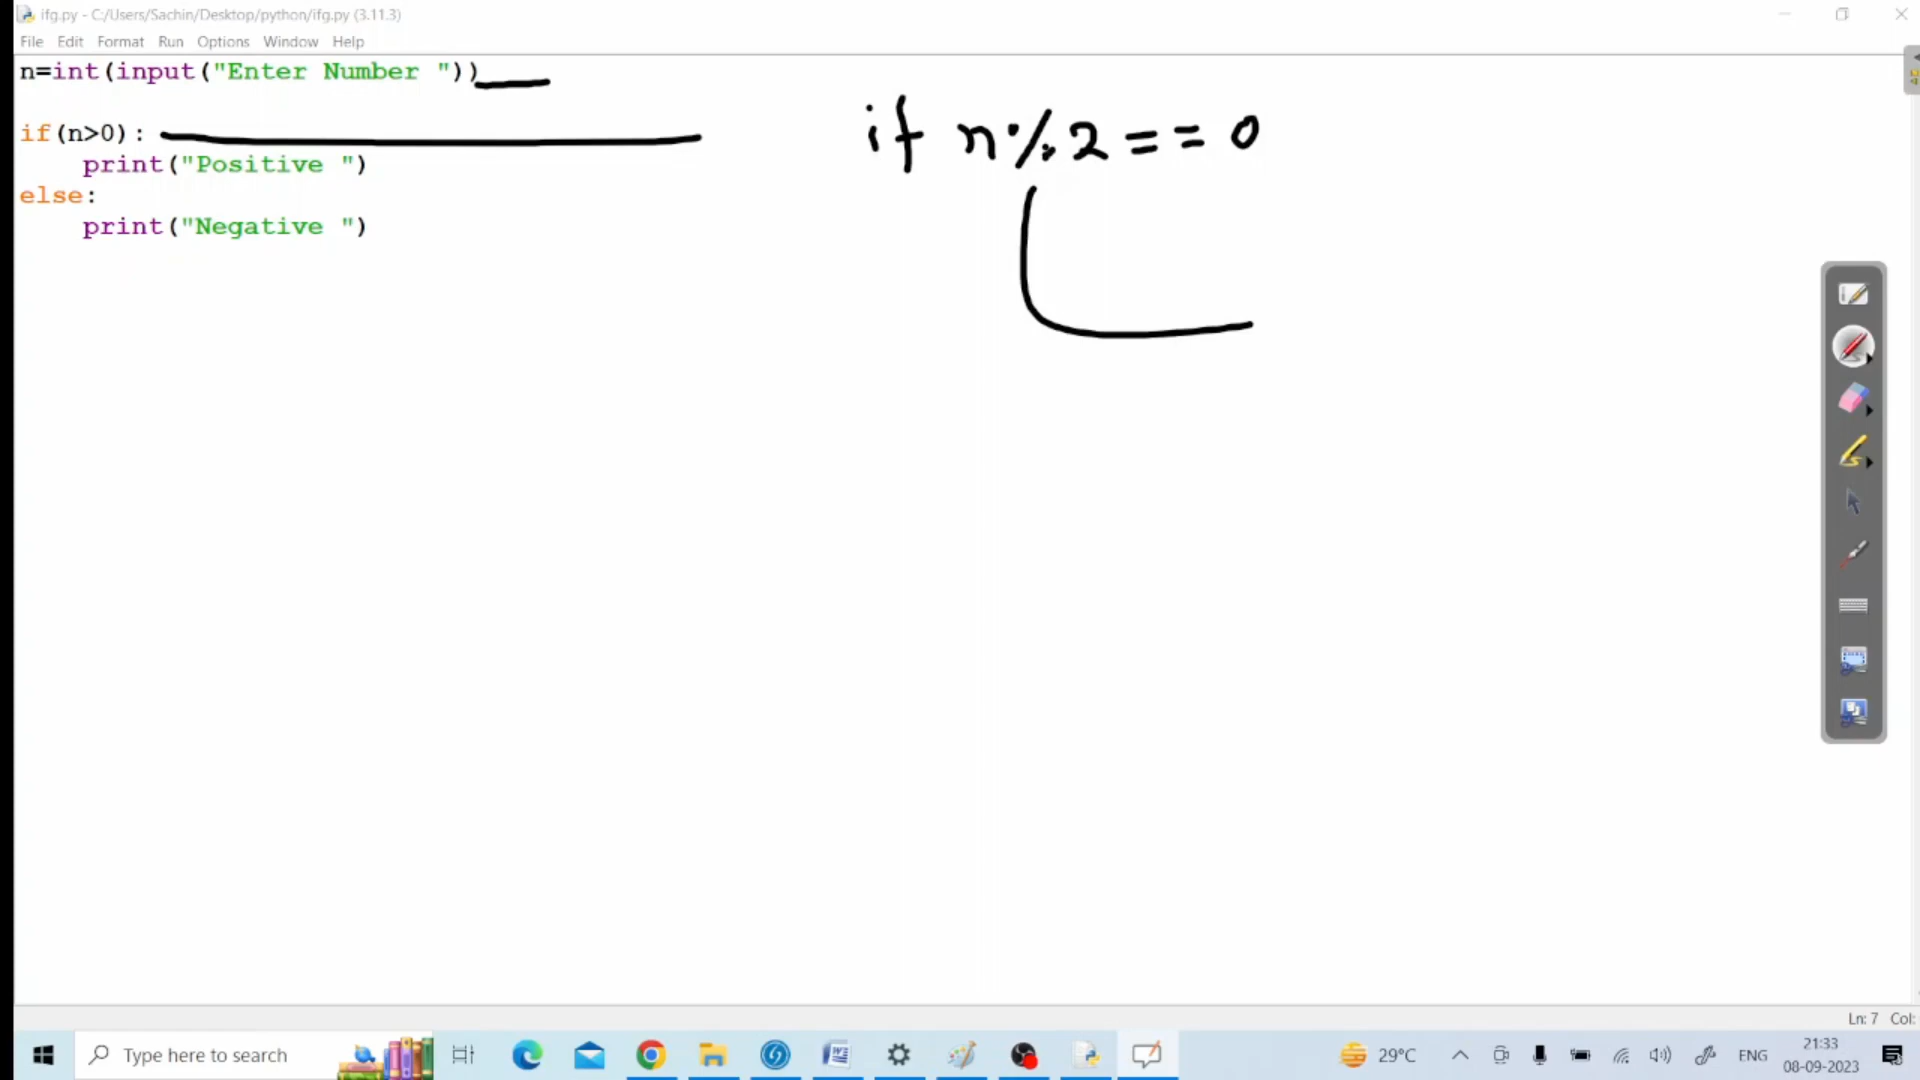 ifg.py - C:/Users/Sachin/Desktop/python/ifg.py (3.11.3)
File Edit Format Run Options Window Help
n=int(input("Enter Number "))
if(n>0):
    print("Positive ")
else:
    print("Negative ")
if n%2 == 0
Ln: 7 Col:
Type here to search
29°C
ENG
21:33
08-09-2023